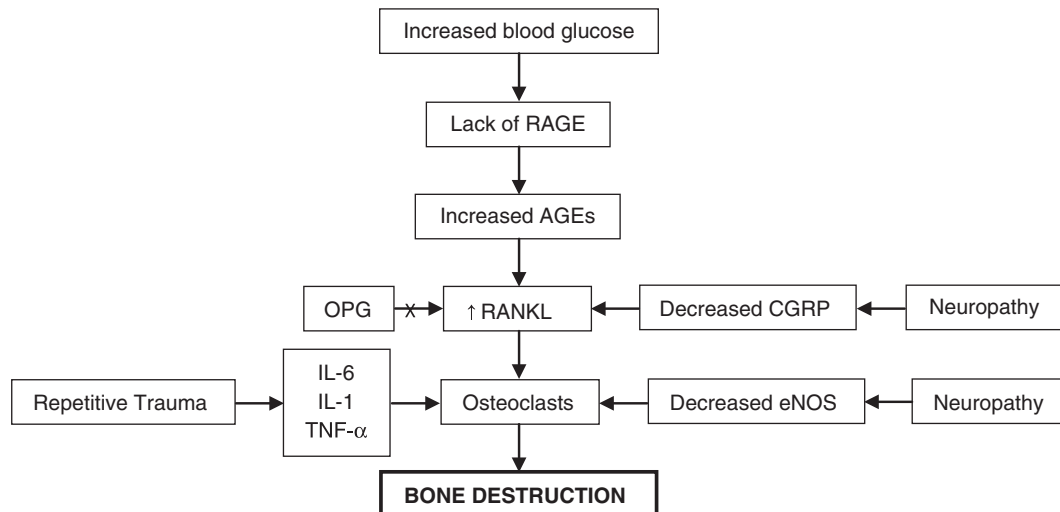 Increased blood glucose
Lack of RAGE
Increased AGEs
OPG
x
↑ RANKL
Decreased CGRP
Neuropathy
Repetitive Trauma
IL-6
IL-1
TNF-α
Osteoclasts
Decreased eNOS
Neuropathy
BONE DESTRUCTION